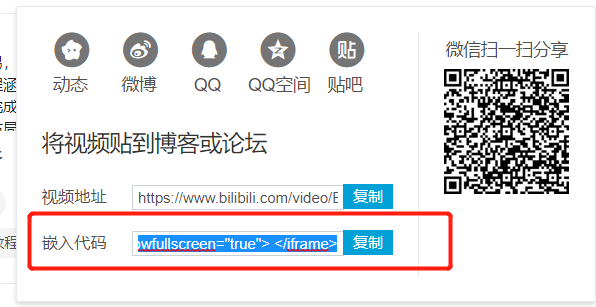 微信扫一扫分享
贴
动态 微博 QQ QQ空间 贴吧
将视频贴到博客或论坛
视频地址 https://www.bilibili.com/video/ 复制
嵌入代码 wfullscreen="true"> </iframe> 复制